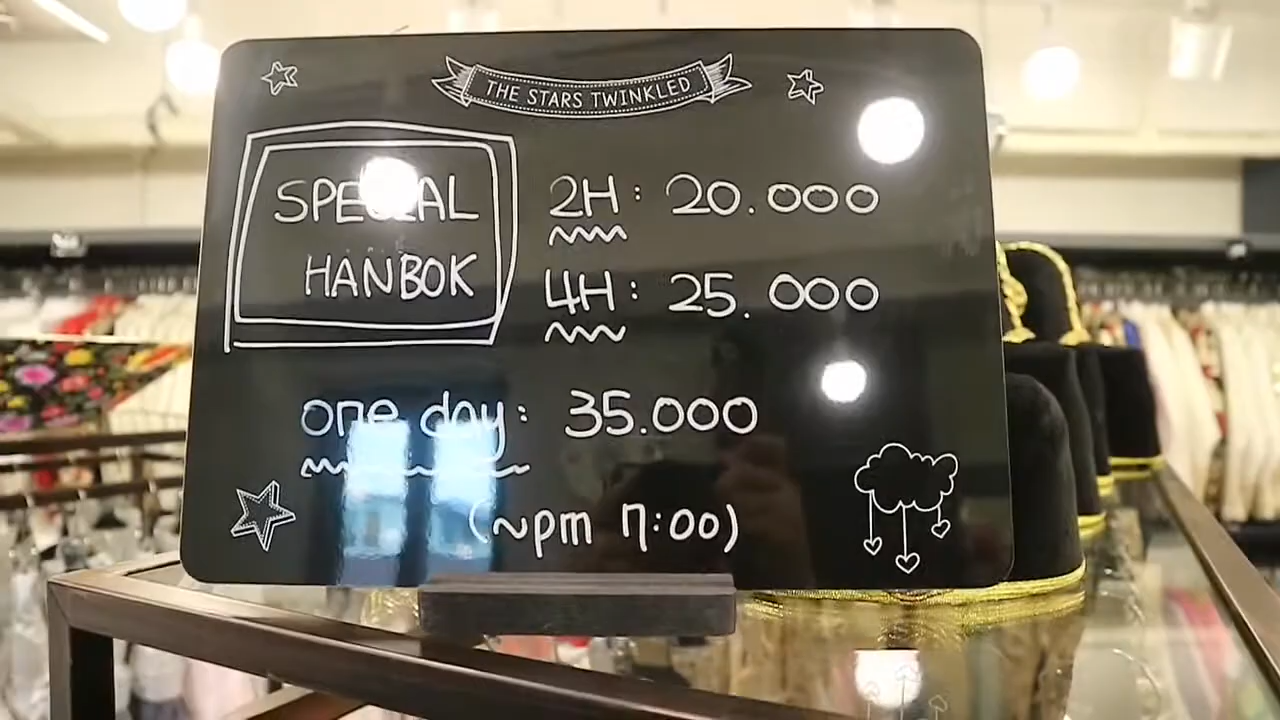 THE STARS TWINKLED
SPECIAL
HANBOK
2H: 20.000
4H: 25.000
one day: 35.000
(~pm 7:00)